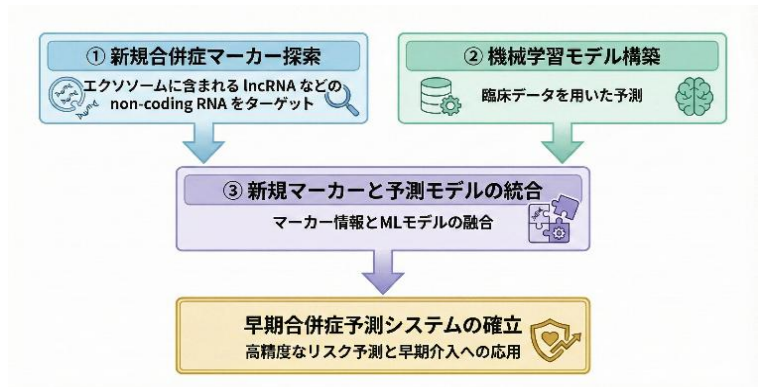 ① 新規合併症マーカー探索
エクソソームに含まれる lncRNA などの
non-coding RNA をターゲット
② 機械学習モデル構築
臨床データを用いた予測
③ 新規マーカーと予測モデルの統合
マーカー情報とMLモデルの融合
早期合併症予測システムの確立
高精度なリスク予測と早期介入への応用